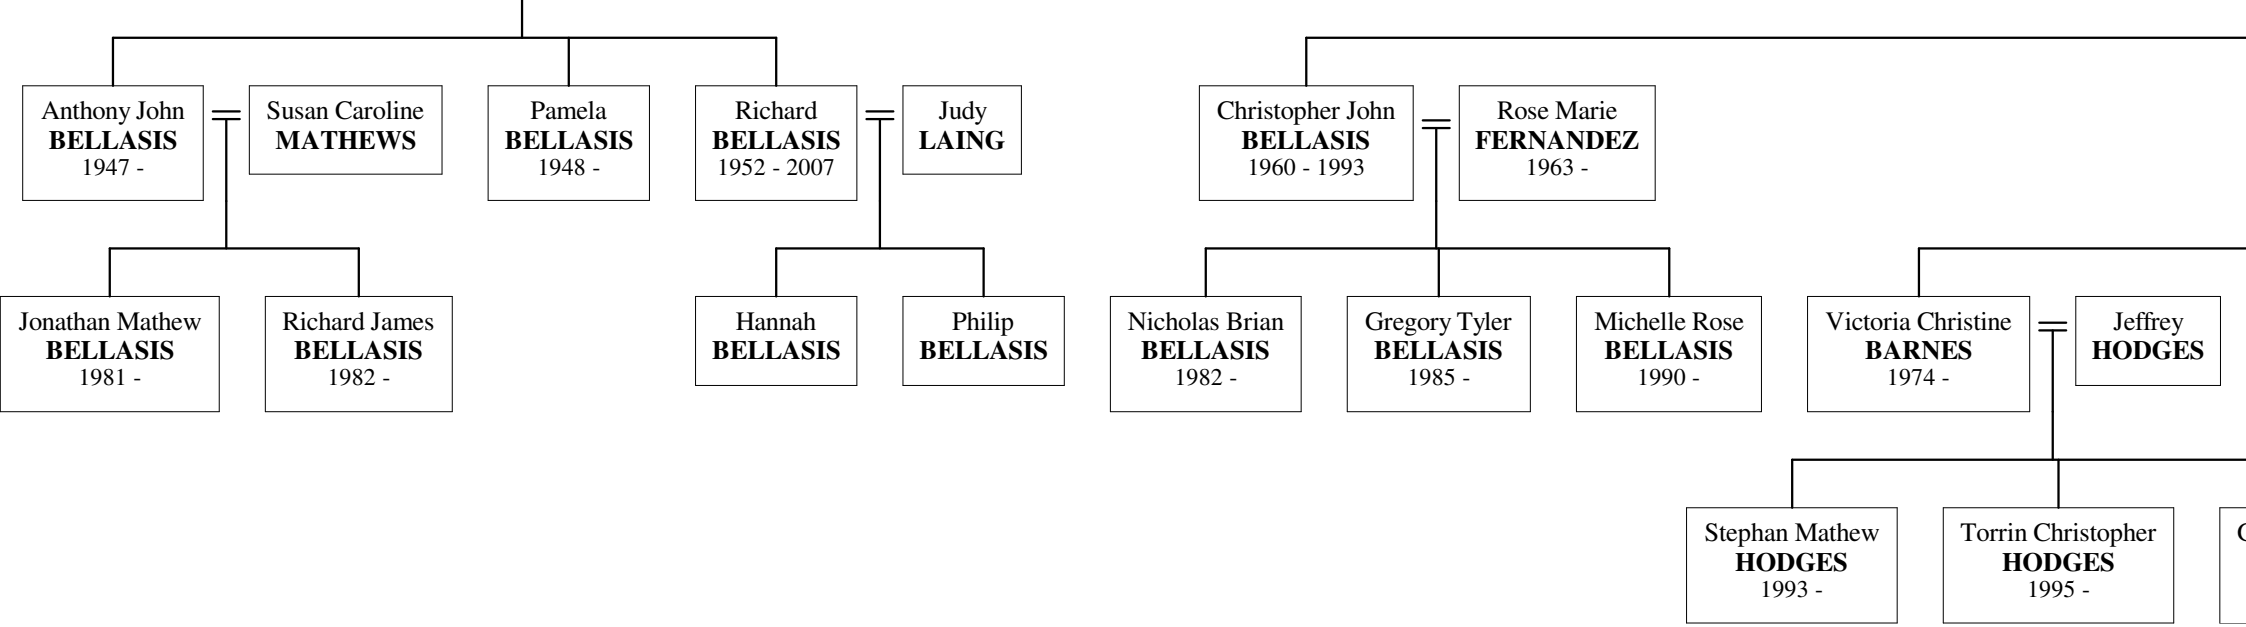 Anthony John
BELLASIS
1947 -
Susan Caroline
MATHEWS
Pamela
BELLASIS
1948 -
Richard
BELLASIS
1952 - 2007
Judy
LAING
Christopher John
BELLASIS
1960 - 1993
Rose Marie
FERNANDEZ
1963 -
Jonathan Mathew
BELLASIS
1981 -
Richard James
BELLASIS
1982 -
Hannah
BELLASIS
Philip
BELLASIS
Nicholas Brian
BELLASIS
1982 -
Gregory Tyler
BELLASIS
1985 -
Michelle Rose
BELLASIS
1990 -
Victoria Christine
BARNES
1974 -
Jeffrey
HODGES
Stephan Mathew
HODGES
1993 -
Torrin Christopher
HODGES
1995 -